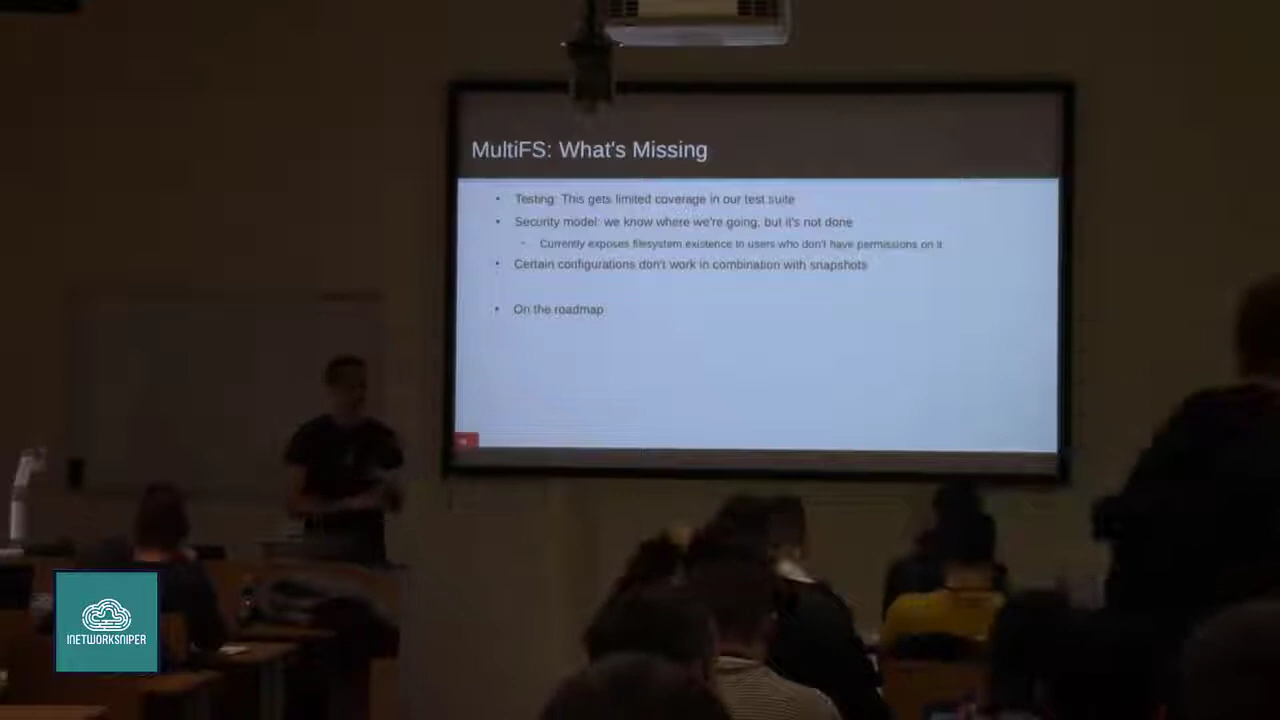 MultiFS: What's Missing
• Testing: This gets limited coverage in our test suite
• Security model: we know where we're going, but it's not done
– Currently exposes filesystem existence to users who don't have permissions on it
• Certain configurations don't work in combination with snapshots
• On the roadmap
INETWORKSNIPER